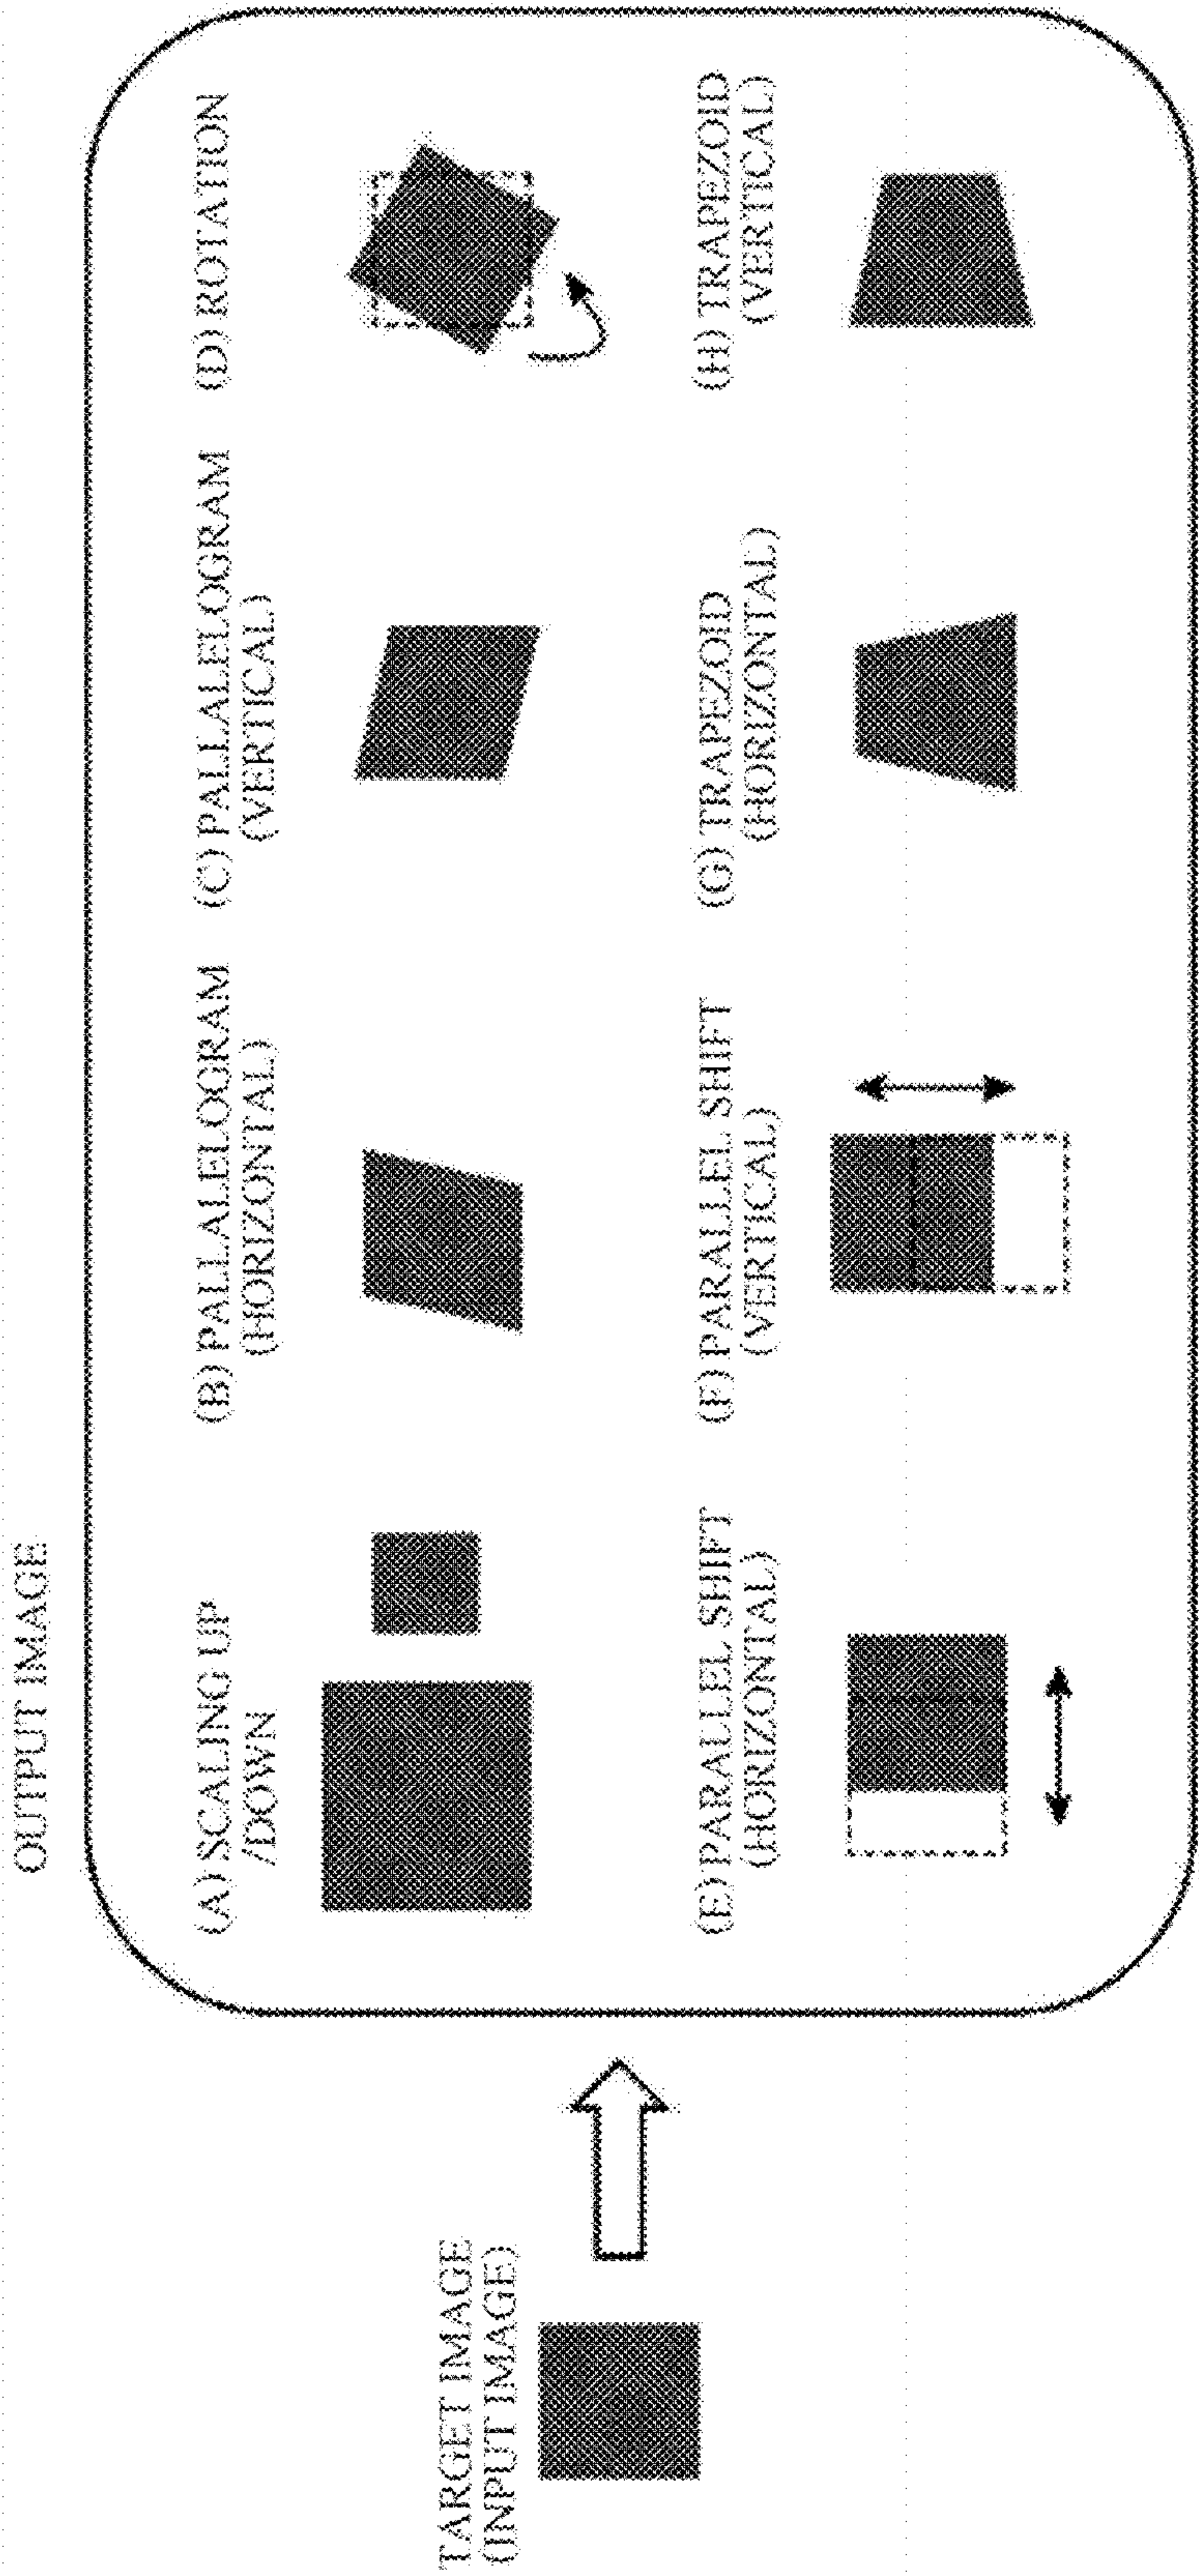 OUTPUT IMAGE
TARGET IMAGE
(INPUT IMAGE)
(A) SCALING UP
/DOWN
(B) PALLALELOGRAM
(HORIZONTAL)
(C) PALLALELOGRAM
(VERTICAL)
(D) ROTATION
(E) PARALLEL SHIFT
(HORIZONTAL)
(F) PARALLEL SHIFT
(VERTICAL)
(G) TRAPEZOID
(HORIZONTAL)
(H) TRAPEZOID
(VERTICAL)